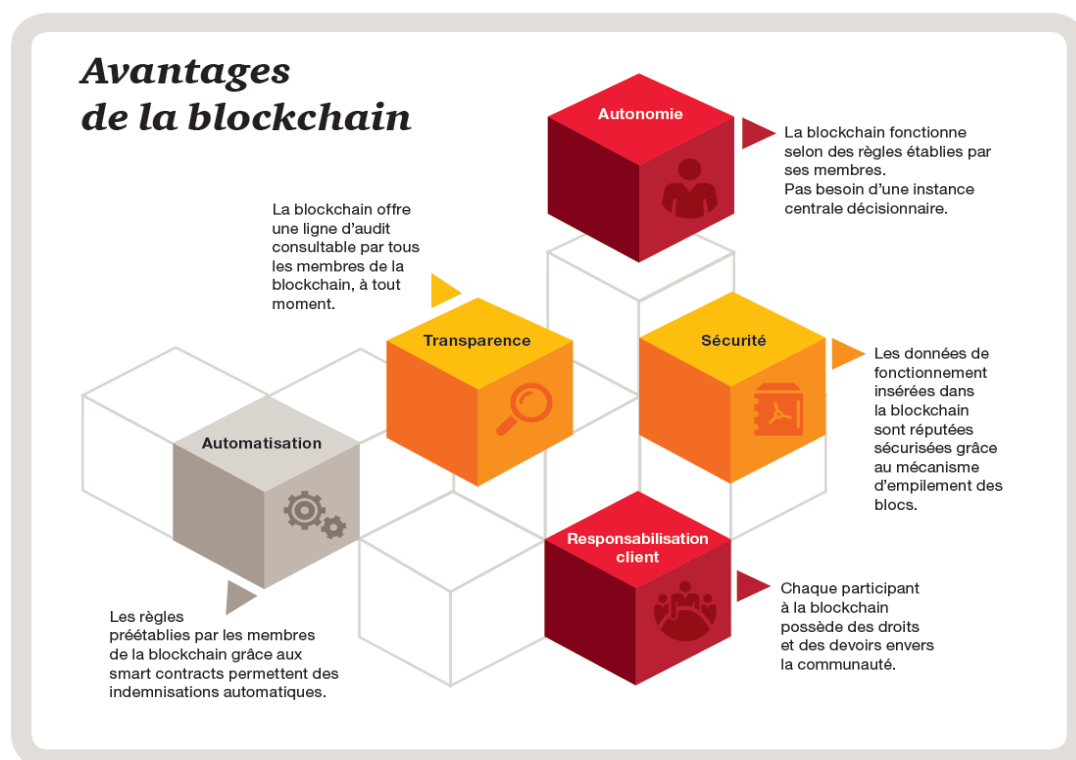 Avantages
de la blockchain
Autonomie
La blockchain fonctionne
selon des règles établies par
ses membres.
Pas besoin d’une instance
centrale décisionnaire.
La blockchain offre
une ligne d’audit
consultable par tous
les membres de la
blockchain, à tout
moment.
Transparence
Sécurité
Les données de
fonctionnement
insérées dans
la blockchain
sont réputées
sécurisées grâce
au mécanisme
d’empilement des
blocs.
Automatisation
Les règles
préétablies par les membres
de la blockchain grâce aux
smart contracts permettent des
indemnisations automatiques.
Responsabilisation
client
Chaque participant
à la blockchain
possède des droits
et des devoirs envers
la communauté.